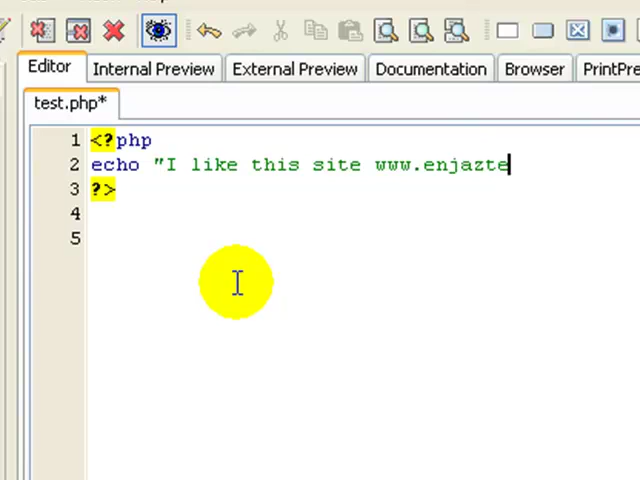 Editor Internal Preview External Preview Documentation Browser PrintPre
test.php*
1 <?php
2 echo "I like this site www.enjazte
3 ?>
4
5